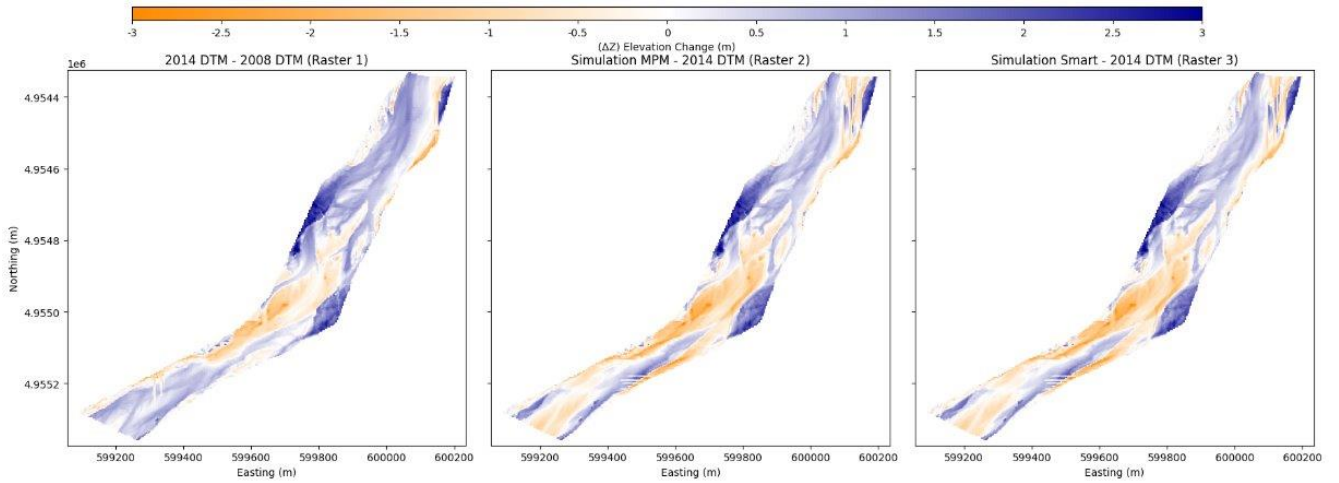 -3 -2.5 -2 -1.5 -1 -0.5 0 0.5 1 1.5 2 2.5 3
(ΔZ) Elevation Change (m)
2014 DTM - 2008 DTM (Raster 1) Simulation MPM - 2014 DTM (Raster 2) Simulation Smart - 2014 DTM (Raster 3)
1e6
4.9544
4.9546
4.9548
4.9550
4.9552
Northing (m)
599200 599400 599600 599800 600000 600200 599200 599400 599600 599800 600000 600200 599200 599400 599600 599800 600000 600200
Easting (m) Easting (m) Easting (m)